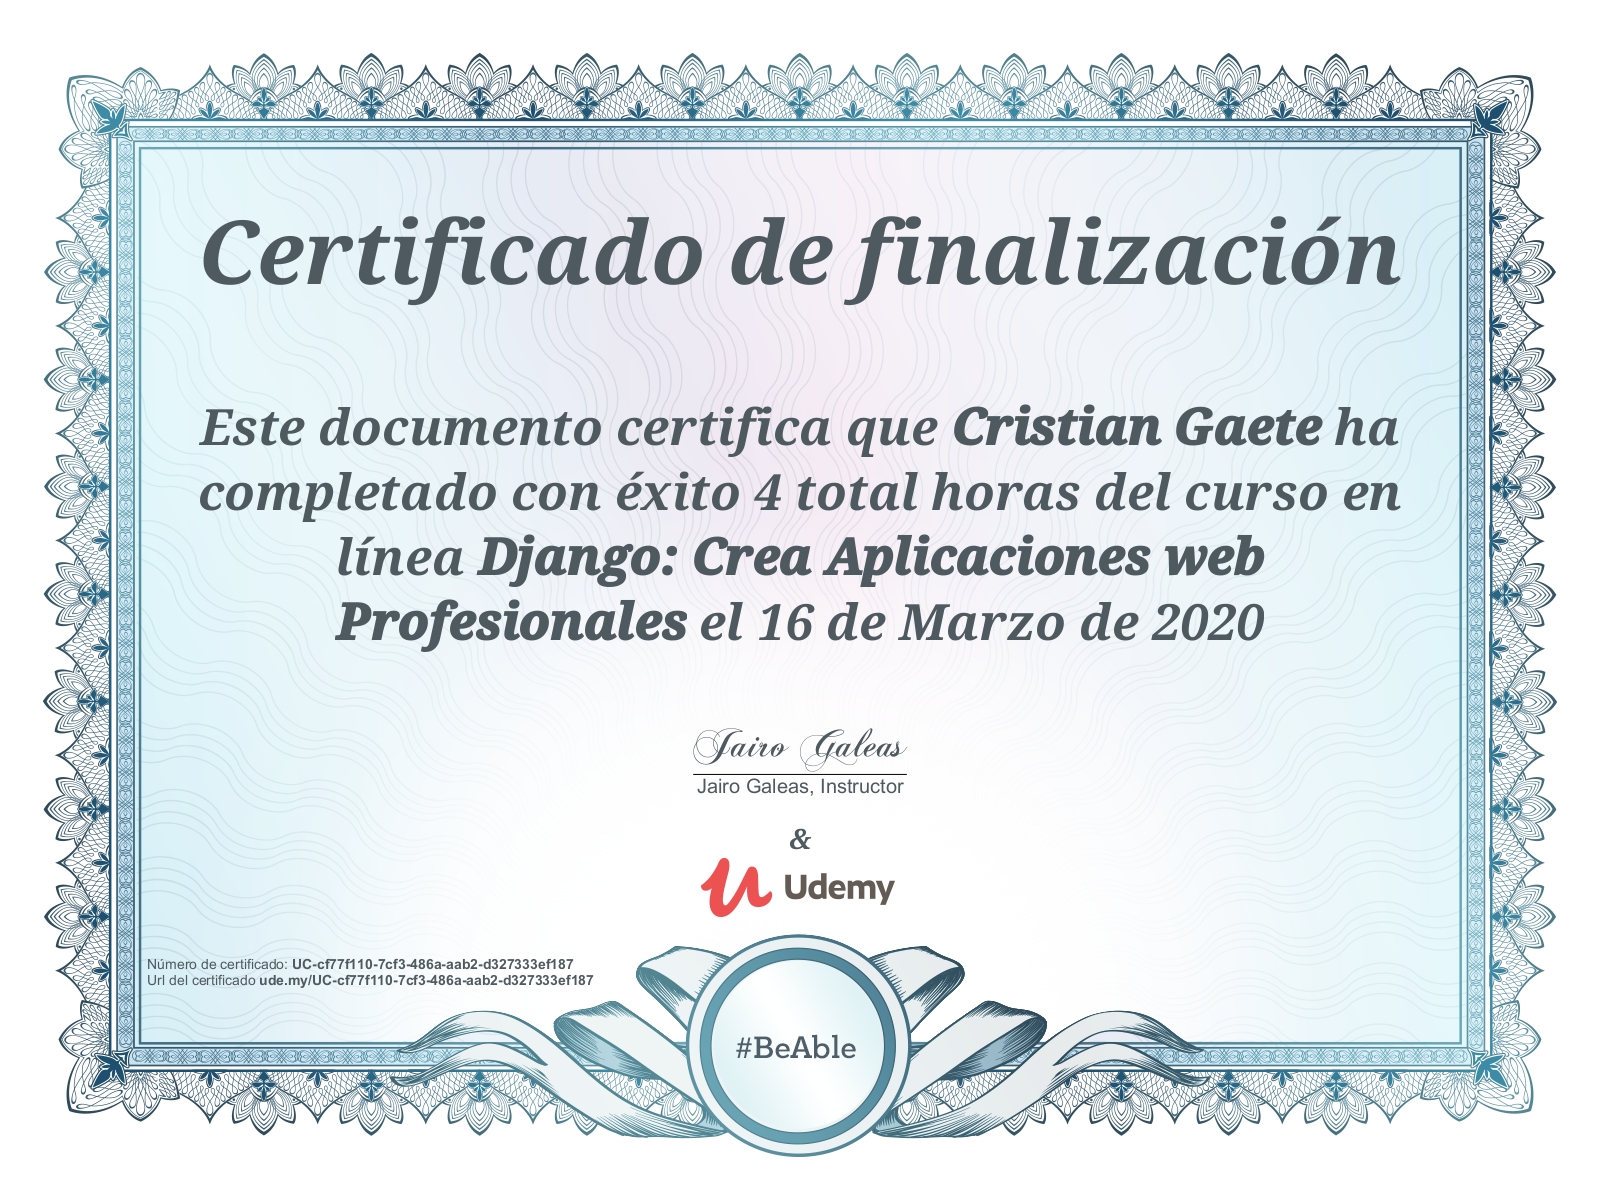 Certificado de finalización
Este documento certifica que Cristian Gaete ha
completado con éxito 4 total horas del curso en
línea Django: Crea Aplicaciones web
Profesionales el 16 de Marzo de 2020
Jairo Galeas
Jairo Galeas, Instructor
&
Udemy
Número de certificado: UC-cf77f110-7cf3-486a-aab2-d327333ef187
Url del certificado ude.my/UC-cf77f110-7cf3-486a-aab2-d327333ef187
#BeAble